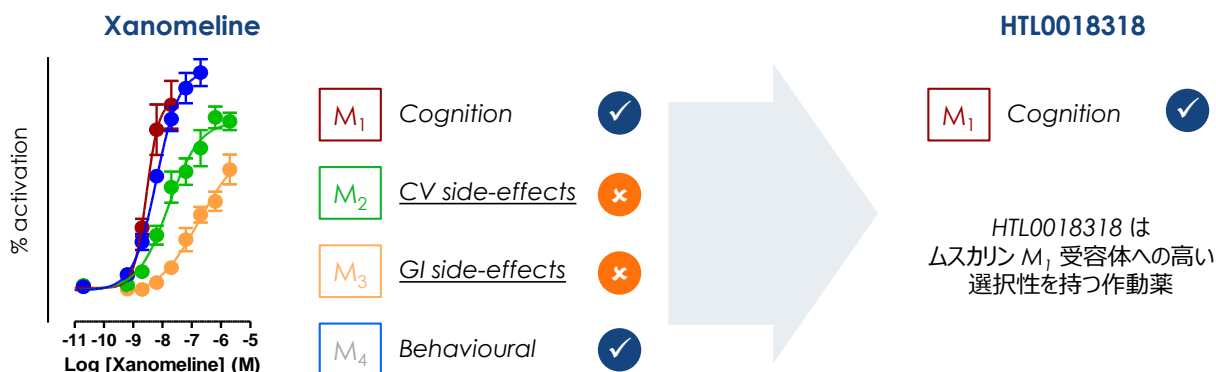 Xanomeline
% activation
-11 -10 -9 -8 -7 -6 -5
Log [Xanomeline] (M)
M1 Cognition
M2 CV side-effects
M3 GI side-effects
M4 Behavioural
HTL0018318
M1 Cognition
HTL0018318 は
ムスカリン M1 受容体への高い
選択性を持つ作動薬